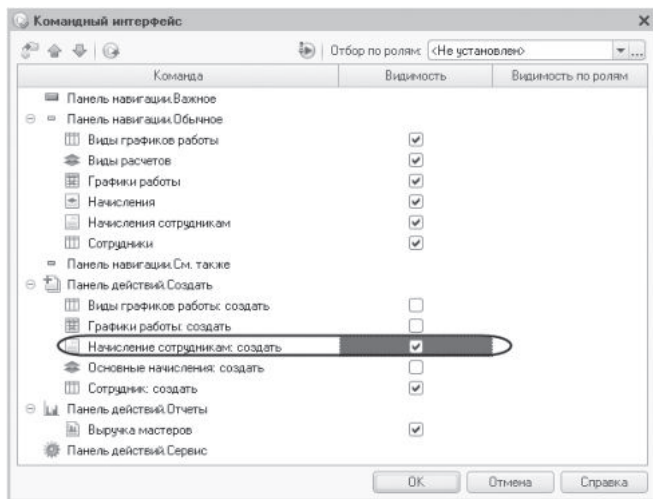 Командный интерфейс
Отбор по ролям: <Не установлен> ...
Команда Видимость Видимость по ролям
Панель навигации.Важное
Панель навигации.Обычное
Виды графиков работы
Виды расчетов
Графики работы
Начисления
Начисления сотрудникам
Сотрудники
Панель навигации.См. также
Панель действий.Создать
Виды графиков работы: создать
Графики работы: создать
Начисление сотрудникам: создать
Основные начисления: создать
Сотрудник: создать
Панель действий.Отчеты
Выручка мастеров
Панель действий.Сервис
OK Отмена Справка